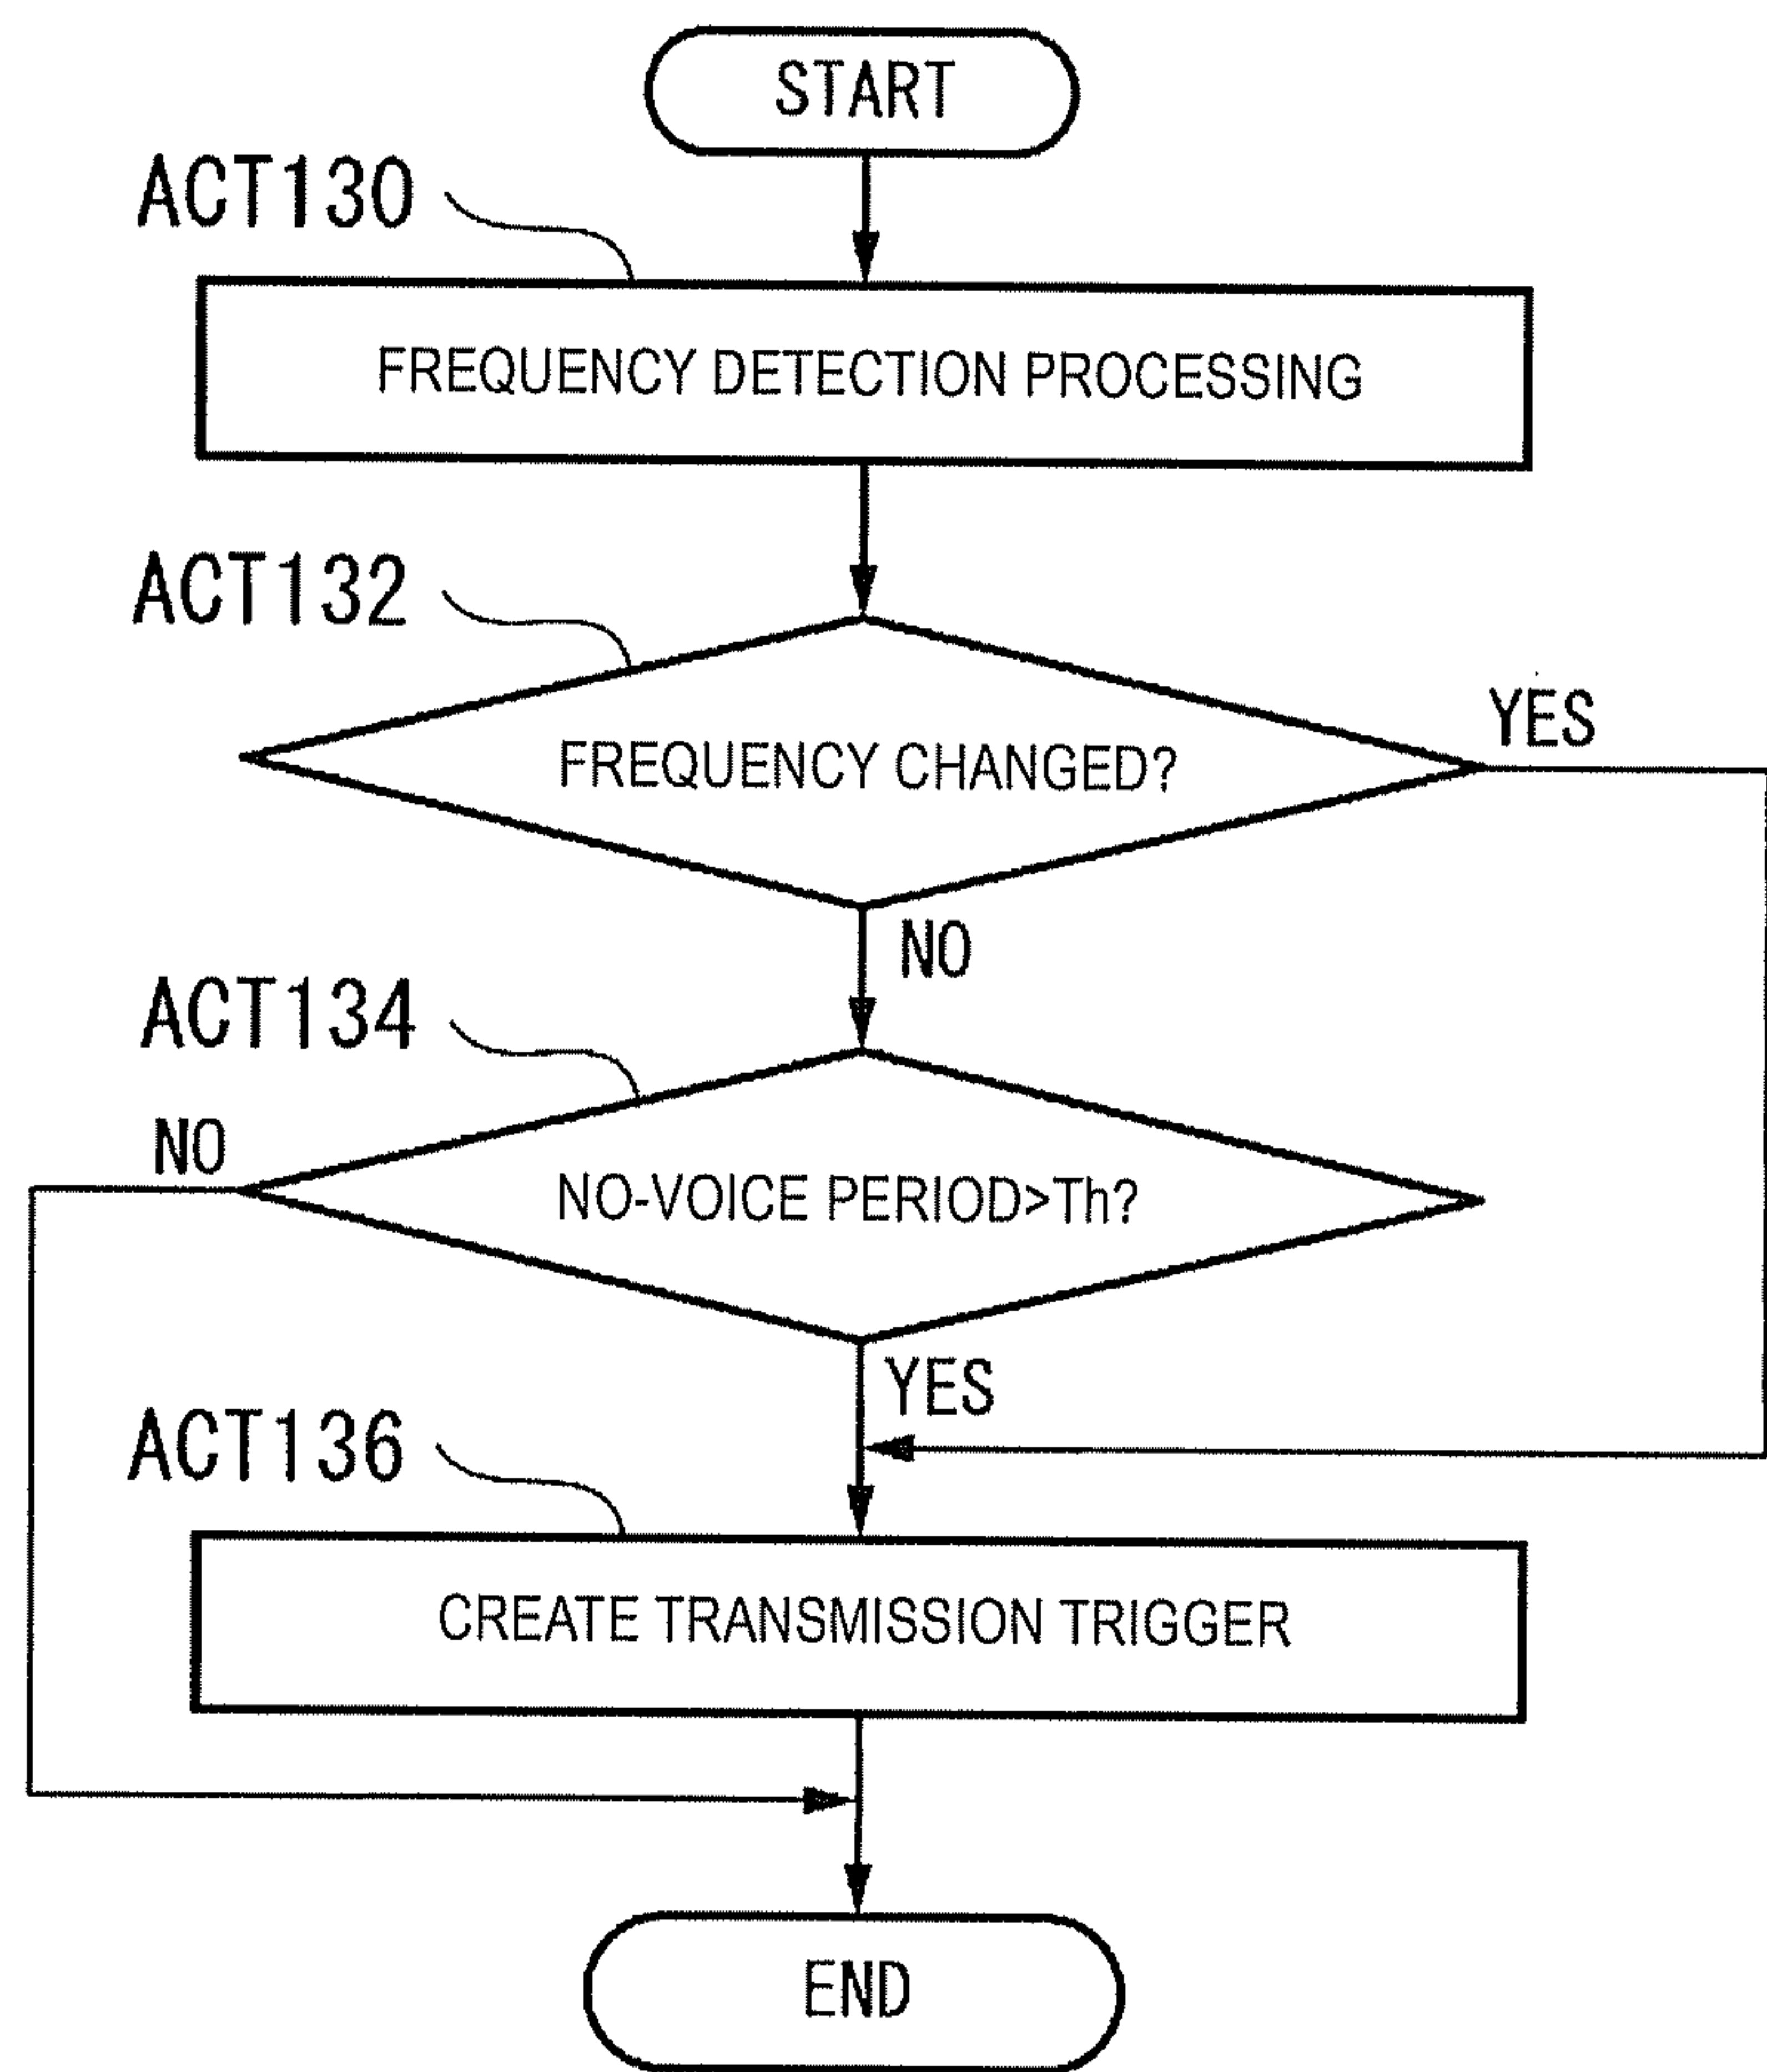 START
ACT130
FREQUENCY DETECTION PROCESSING
ACT132
FREQUENCY CHANGED?
YES
NO
ACT134
NO
NO-VOICE PERIOD>Th?
YES
ACT136
CREATE TRANSMISSION TRIGGER
END